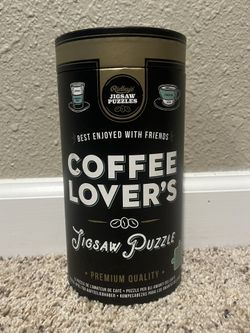 Ridley's
JIGSAW
PUZZLES
BEST ENJOYED WITH FRIENDS
COFFEE
LOVER'S
JIGSAW PUZZLE
• PREMIUM QUALITY •